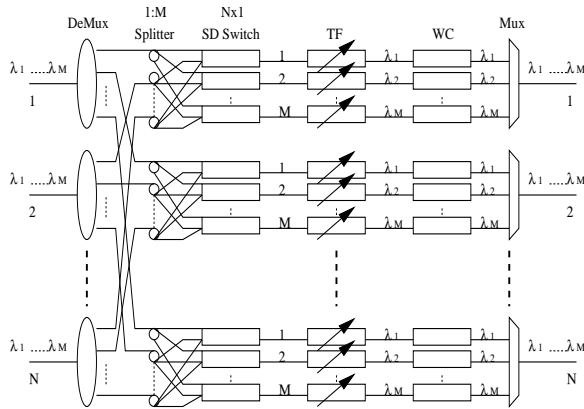 1:M Nx1
DeMux Splitter SD Switch TF WC Mux
λ1 .....λM 1 λ1 λ1 λ1 .....λM
2 λ2 λ2
1 M λM λM 1
λ1 .....λM 1 λ1 λ1 λ1 .....λM
2 λ2 λ2
2 M λM λM 2
λ1 .....λM 1 λ1 λ1 λ1 .....λM
2 λ2 λ2
N M λM λM N